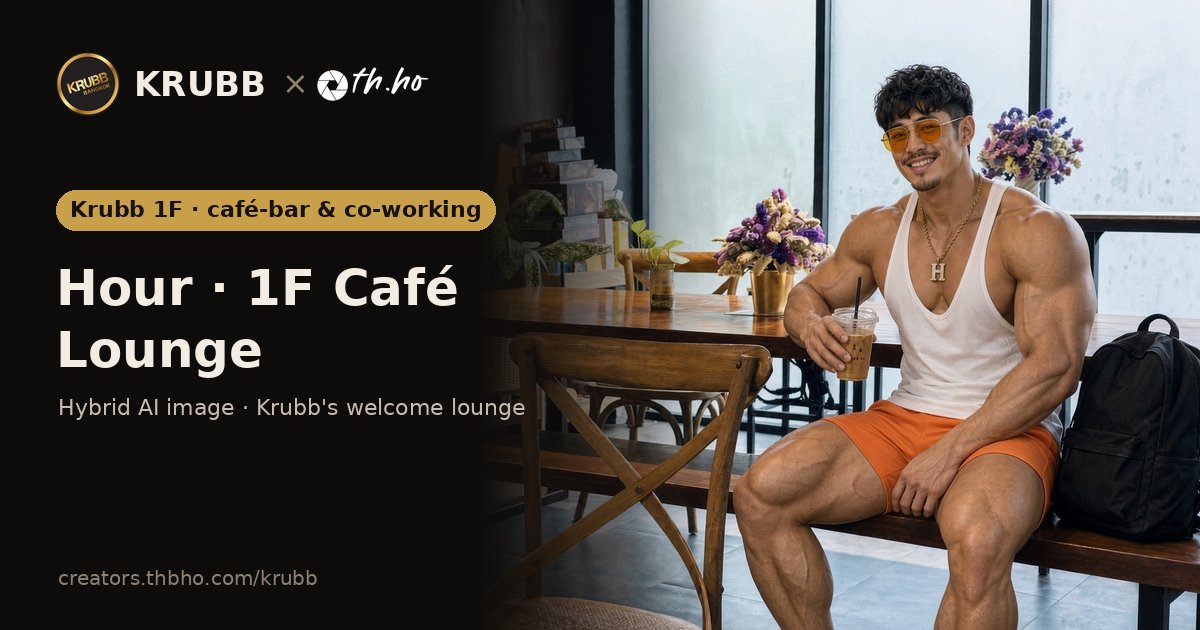 KRUBB
BANGKOK
KRUBB × th.ho
Krubb 1F · café-bar & co-working
Hour · 1F Café
Lounge
Hybrid AI image · Krubb's welcome lounge
creators.thbho.com/krubb
H